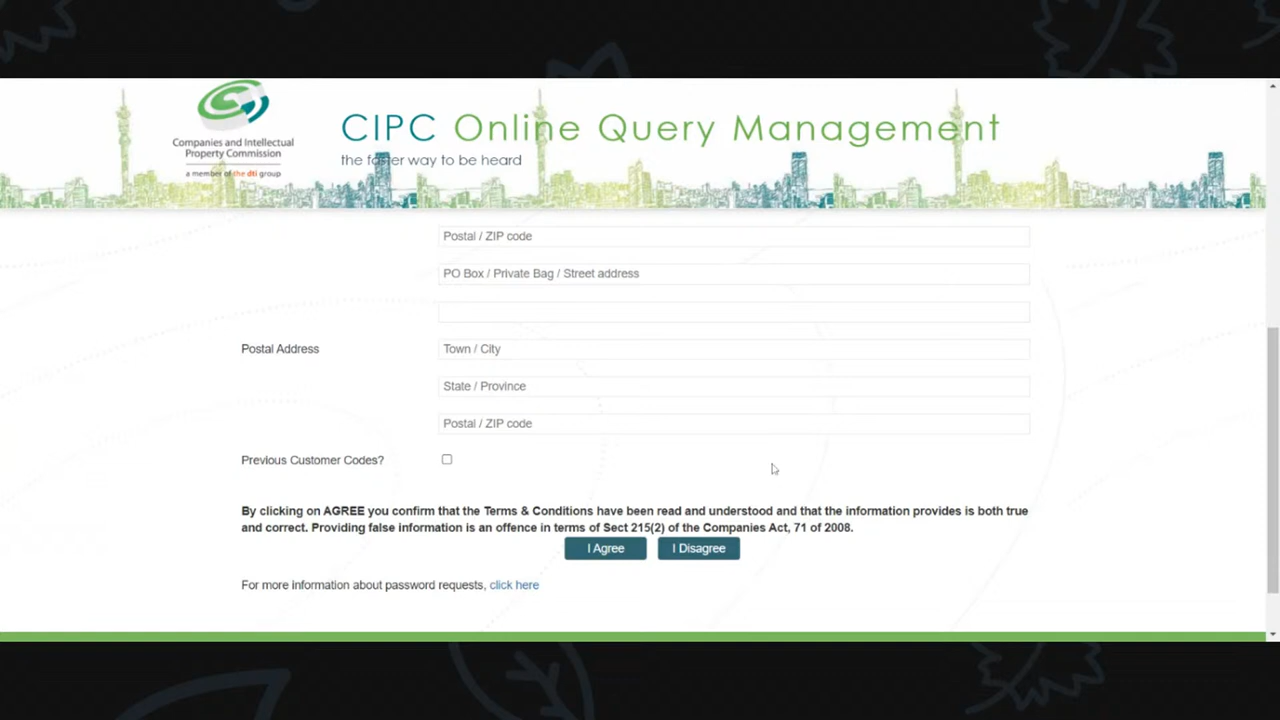 Companies and Intellectual
Property Commission
a member of the dti group
CIPC Online Query Management
the faster way to be heard
Postal / ZIP code
PO Box / Private Bag / Street address
Postal Address
Town / City
State / Province
Postal / ZIP code
Previous Customer Codes?
By clicking on AGREE you confirm that the Terms & Conditions have been read and understood and that the information provides is both true
and correct. Providing false information is an offence in terms of Sect 215(2) of the Companies Act, 71 of 2008.
I Agree
I Disagree
For more information about password requests, click here